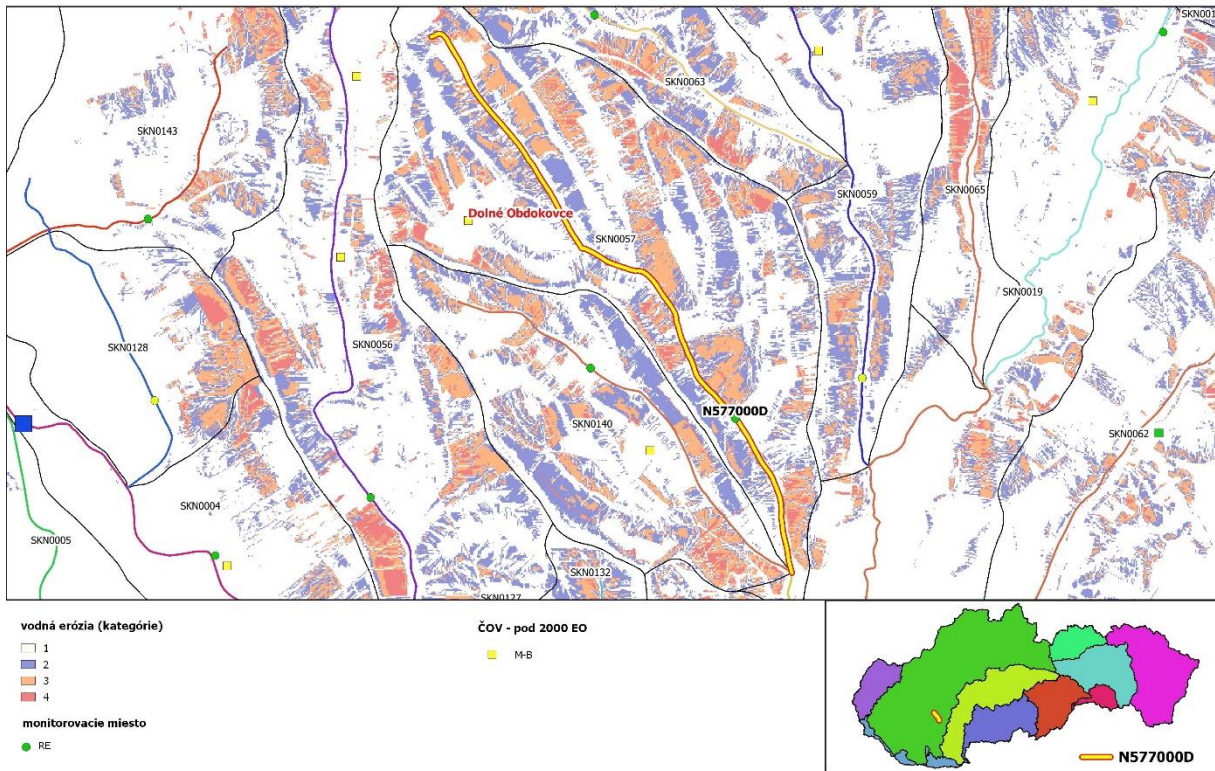 SKN001
SKN0063
SKN0143
SKN0059
SKN0065
Dolné Obdokovce
SKN0057
SKN0019
SKN0056
SKN0128
N577000D
SKN0140
SKN0062
SKN0004
SKN0005
SKN0132
SKN0127
vodná erózia (kategórie)
1
2
3
4
monitorovacie miesto
RE
ČOV - pod 2000 EO
M-B
N577000D